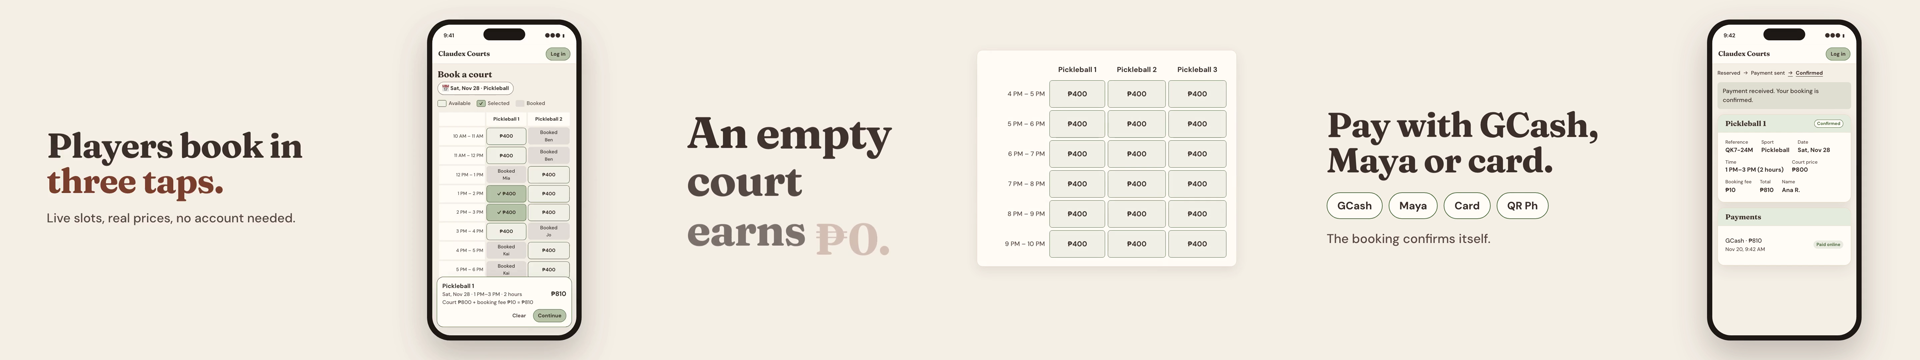 Players book in
three taps.
Live slots, real prices, no account needed.
9:41
Claudex Courts
Log in
Book a court
Sat, Nov 28 · Pickleball
Available
Selected
Booked
Pickleball 1
Pickleball 2
10 AM – 11 AM
₱400
Booked
Ben
11 AM – 12 PM
₱400
Booked
Ben
12 PM – 1 PM
Booked
Mia
₱400
1 PM – 2 PM
✓ ₱400
₱400
2 PM – 3 PM
✓ ₱400
₱400
3 PM – 4 PM
₱400
Booked
Jo
4 PM – 5 PM
Booked
Kai
₱400
5 PM – 6 PM
Booked
Kai
₱400
Pickleball 1
Sat, Nov 28 · 1 PM–3 PM · 2 hours
₱810
Court ₱800 + booking fee ₱10 = ₱810
Clear
Continue
An empty
court
earns ₱0.
Pickleball 1
Pickleball 2
Pickleball 3
4 PM – 5 PM
₱400
₱400
₱400
5 PM – 6 PM
₱400
₱400
₱400
6 PM – 7 PM
₱400
₱400
₱400
7 PM – 8 PM
₱400
₱400
₱400
8 PM – 9 PM
₱400
₱400
₱400
9 PM – 10 PM
₱400
₱400
₱400
Pay with GCash,
Maya or card.
GCash
Maya
Card
QR Ph
The booking confirms itself.
9:42
Claudex Courts
Log in
Reserved → Payment sent → Confirmed
Payment received. Your booking is
confirmed.
Pickleball 1
Confirmed
Reference
Sport
Date
QK7-24M
Pickleball
Sat, Nov 28
Time
Court price
1 PM–3 PM (2 hours)
₱800
Booking fee
Total
Name
₱10
₱810
Ana R.
Payments
GCash · ₱810
Nov 20, 9:42 AM
Paid online